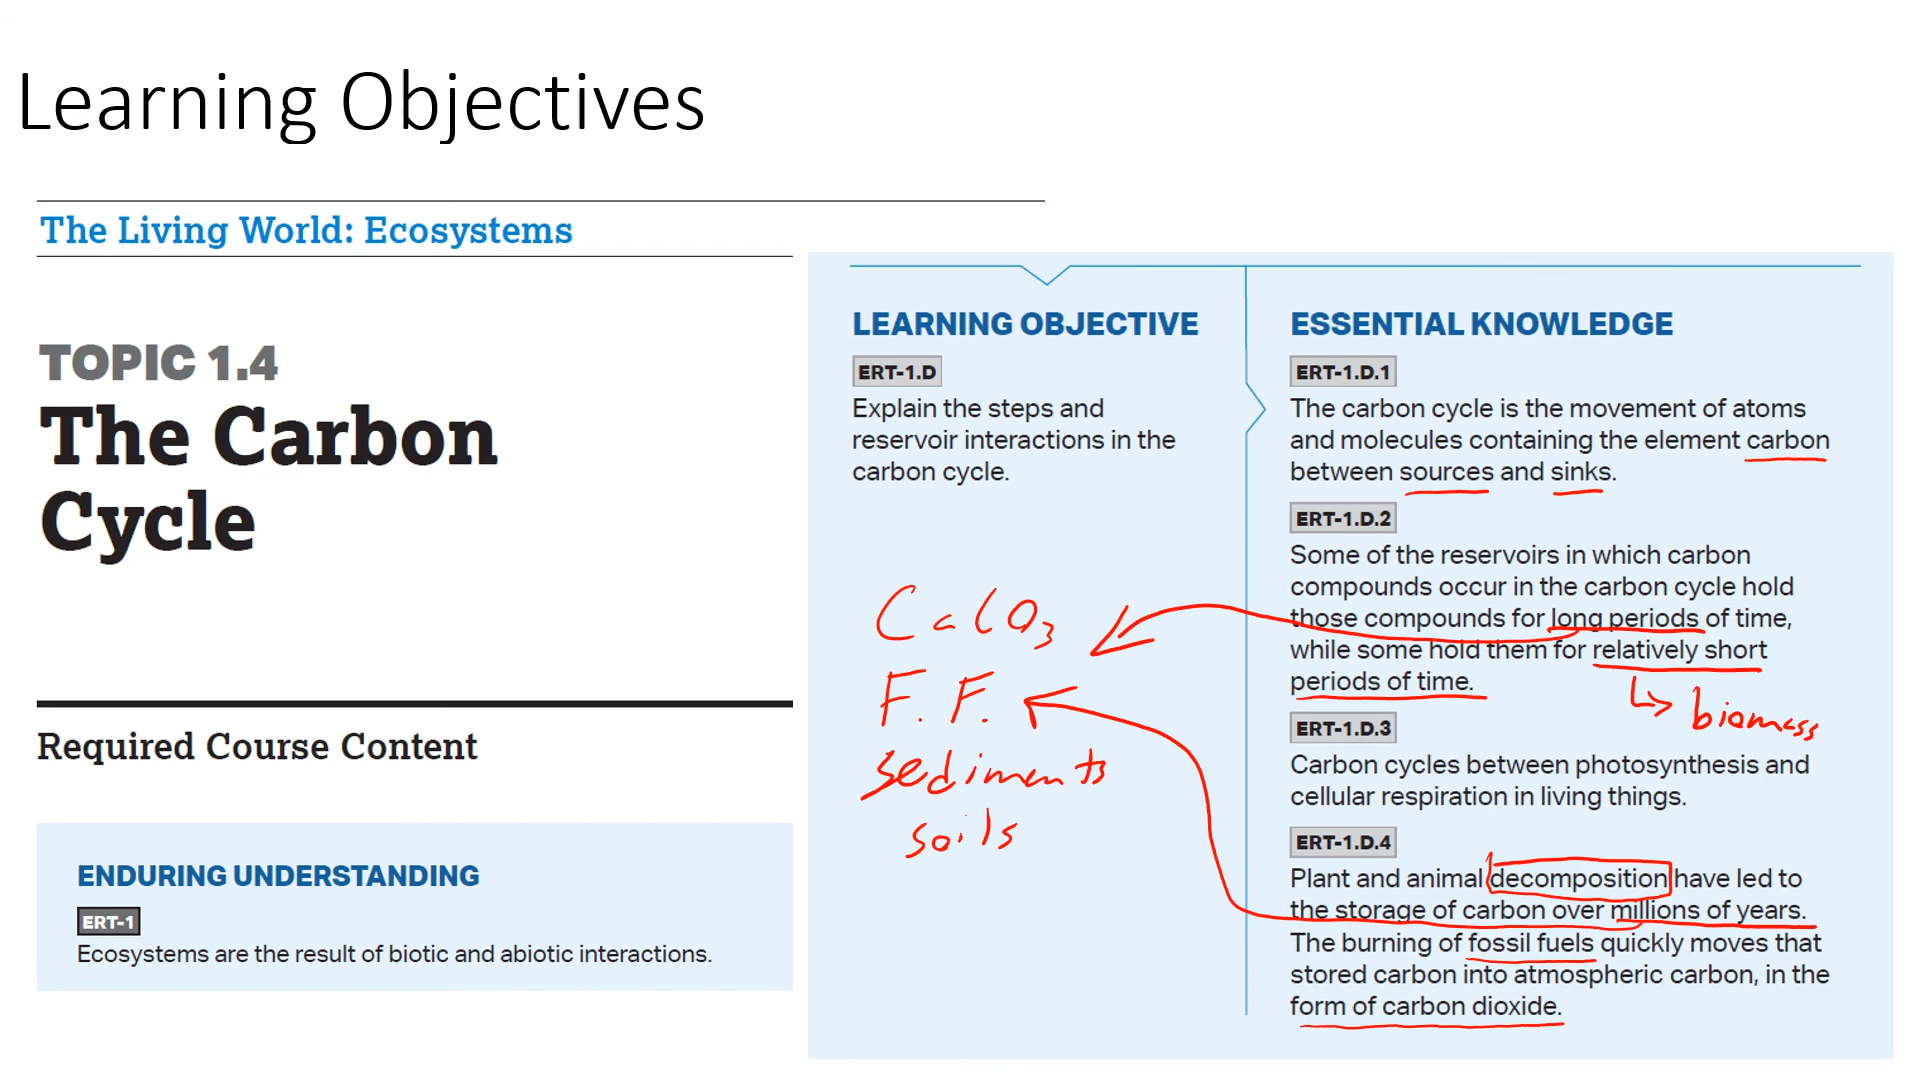 Learning Objectives
The Living World: Ecosystems
TOPIC 1.4
The Carbon
Cycle
Required Course Content
ENDURING UNDERSTANDING
ERT-1
Ecosystems are the result of biotic and abiotic interactions.
LEARNING OBJECTIVE
ERT-1.D
Explain the steps and
reservoir interactions in the
carbon cycle.
CaCO3
F.F.
sediments
soils
ESSENTIAL KNOWLEDGE
ERT-1.D.1
The carbon cycle is the movement of atoms
and molecules containing the element carbon
between sources and sinks.
ERT-1.D.2
Some of the reservoirs in which carbon
compounds occur in the carbon cycle hold
those compounds for long periods of time,
while some hold them for relatively short
periods of time.
biomass
ERT-1.D.3
Carbon cycles between photosynthesis and
cellular respiration in living things.
ERT-1.D.4
Plant and animal decomposition have led to
the storage of carbon over millions of years.
The burning of fossil fuels quickly moves that
stored carbon into atmospheric carbon, in the
form of carbon dioxide.